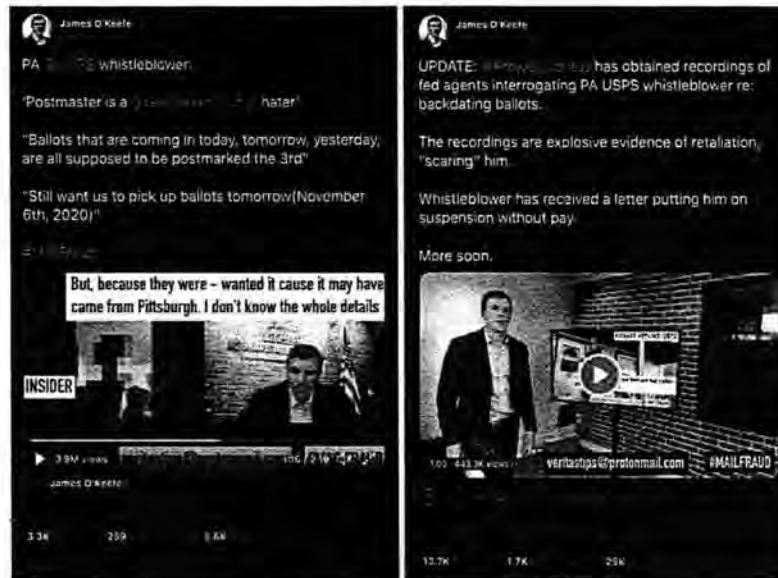 James O'Keefe
PA whistleblower:
"Postmaster is a hater"
"Ballots that are coming in today, tomorrow, yesterday,
are all supposed to be postmarked the 3rd"
"Still want us to pick up ballots tomorrow(November
6th, 2020)"
But, because they were - wanted it cause it may have
came from Pittsburgh. I don't know the whole details
INSIDER
3.9M views
James O'Keefe
3.3K
James O'Keefe
UPDATE: has obtained recordings of
fed agents interrogating PA USPS whistleblower re:
backdating ballots.
The recordings are explosive evidence of retaliation,
"scaring" him.
Whistleblower has received a letter putting him on
suspension without pay.
More soon.
443.3K views
veritastips@protonmail.com
#MAILFRAUD
13.7K
1.7K